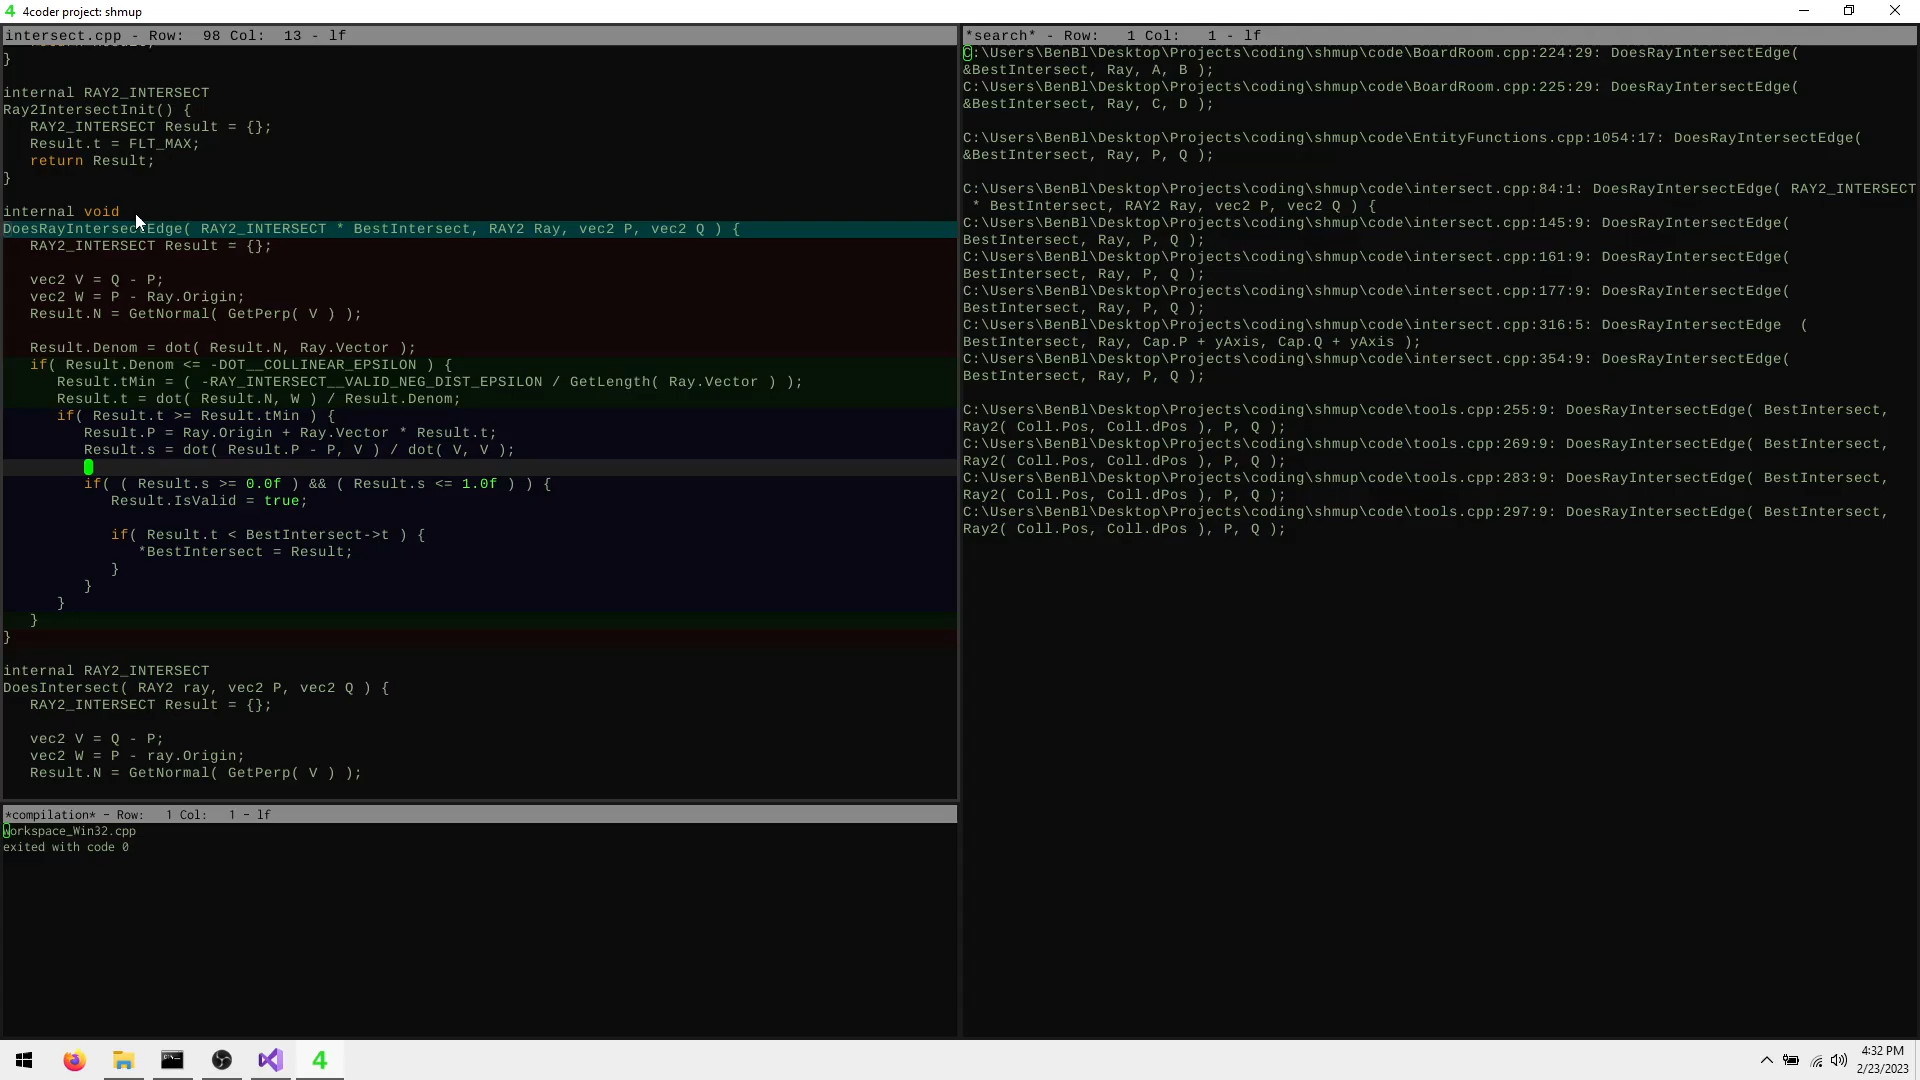 4 4coder project: shmup
intersect.cpp - Row:  98 Col:  13 - lf
}
internal RAY2_INTERSECT
Ray2IntersectInit() {
   RAY2_INTERSECT Result = {};
   Result.t = FLT_MAX;
   return Result;
}
internal void
DoesRayIntersectEdge( RAY2_INTERSECT * BestIntersect, RAY2 Ray, vec2 P, vec2 Q ) {
   RAY2_INTERSECT Result = {};
   vec2 V = Q - P;
   vec2 W = P - Ray.Origin;
   Result.N = GetNormal( GetPerp( V ) );
   Result.Denom = dot( Result.N, Ray.Vector );
   if( Result.Denom <= -DOT__COLLINEAR_EPSILON ) {
      Result.tMin = ( -RAY_INTERSECT__VALID_NEG_DIST_EPSILON / GetLength( Ray.Vector ) );
      Result.t = dot( Result.N, W ) / Result.Denom;
      if( Result.t >= Result.tMin ) {
         Result.P = Ray.Origin + Ray.Vector * Result.t;
         Result.s = dot( Result.P - P, V ) / dot( V, V );
         if( ( Result.s >= 0.0f ) && ( Result.s <= 1.0f ) ) {
            Result.IsValid = true;
            if( Result.t < BestIntersect->t ) {
               *BestIntersect = Result;
            }
         }
      }
   }
}
internal RAY2_INTERSECT
DoesIntersect( RAY2 ray, vec2 P, vec2 Q ) {
   RAY2_INTERSECT Result = {};
   vec2 V = Q - P;
   vec2 W = P - ray.Origin;
   Result.N = GetNormal( GetPerp( V ) );
*compilation* - Row:   1 Col:   1 - lf
workspace_Win32.cpp
exited with code 0
*search* - Row:   1 Col:   1 - lf
C:\Users\BenBl\Desktop\Projects\coding\shmup\code\BoardRoom.cpp:224:29: DoesRayIntersectEdge(
&BestIntersect, Ray, A, B );
C:\Users\BenBl\Desktop\Projects\coding\shmup\code\BoardRoom.cpp:225:29: DoesRayIntersectEdge(
&BestIntersect, Ray, C, D );
C:\Users\BenBl\Desktop\Projects\coding\shmup\code\EntityFunctions.cpp:1054:17: DoesRayIntersectEdge(
&BestIntersect, Ray, P, Q );
C:\Users\BenBl\Desktop\Projects\coding\shmup\code\intersect.cpp:84:1: DoesRayIntersectEdge( RAY2_INTERSECT
 * BestIntersect, RAY2 Ray, vec2 P, vec2 Q ) {
C:\Users\BenBl\Desktop\Projects\coding\shmup\code\intersect.cpp:145:9: DoesRayIntersectEdge(
BestIntersect, Ray, P, Q );
C:\Users\BenBl\Desktop\Projects\coding\shmup\code\intersect.cpp:161:9: DoesRayIntersectEdge(
BestIntersect, Ray, P, Q );
C:\Users\BenBl\Desktop\Projects\coding\shmup\code\intersect.cpp:177:9: DoesRayIntersectEdge(
BestIntersect, Ray, P, Q );
C:\Users\BenBl\Desktop\Projects\coding\shmup\code\intersect.cpp:316:5: DoesRayIntersectEdge  (
BestIntersect, Ray, Cap.P + yAxis, Cap.Q + yAxis );
C:\Users\BenBl\Desktop\Projects\coding\shmup\code\intersect.cpp:354:9: DoesRayIntersectEdge(
BestIntersect, Ray, P, Q );
C:\Users\BenBl\Desktop\Projects\coding\shmup\code\tools.cpp:255:9: DoesRayIntersectEdge( BestIntersect,
Ray2( Coll.Pos, Coll.dPos ), P, Q );
C:\Users\BenBl\Desktop\Projects\coding\shmup\code\tools.cpp:269:9: DoesRayIntersectEdge( BestIntersect,
Ray2( Coll.Pos, Coll.dPos ), P, Q );
C:\Users\BenBl\Desktop\Projects\coding\shmup\code\tools.cpp:283:9: DoesRayIntersectEdge( BestIntersect,
Ray2( Coll.Pos, Coll.dPos ), P, Q );
C:\Users\BenBl\Desktop\Projects\coding\shmup\code\tools.cpp:297:9: DoesRayIntersectEdge( BestIntersect,
Ray2( Coll.Pos, Coll.dPos ), P, Q );
4
4:32 PM
2/23/2023